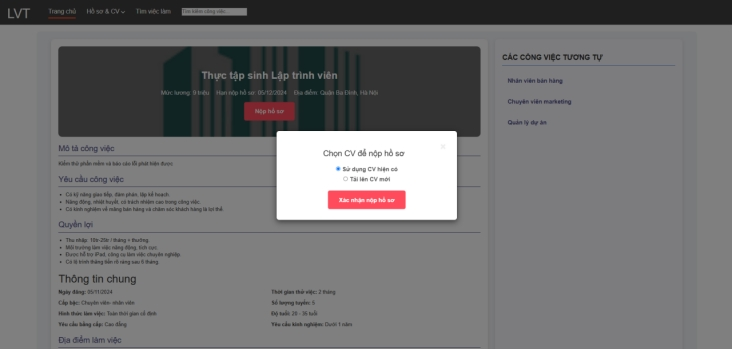 LVT
Trang chủ Hồ sơ & CV Tìm việc làm Tìm kiếm công việc...
Thực tập sinh Lập trình viên
Mức lương: 9 triệu Hạn nộp hồ sơ: 05/12/2024 Địa điểm: Quận Ba Đình, Hà Nội
Nộp hồ sơ
Mô tả công việc
Kiểm thử phần mềm và báo cáo lỗi phát hiện được
Yêu cầu công việc
Có kỹ năng giao tiếp, đàm phán, lập kế hoạch.
Năng động, nhiệt huyết, có trách nhiệm cao trong công việc.
Có kinh nghiệm về mảng bán hàng và chăm sóc khách hàng là lợi thế.
Quyền lợi
Thu nhập: 10tr-25tr / tháng + thưởng.
Môi trường làm việc năng động, tích cực.
Được hỗ trợ iPad, công cụ làm việc chuyên nghiệp.
Có lộ trình thăng tiến rõ ràng sau 6 tháng.
Thông tin chung
Ngày đăng: 05/11/2024 Thời gian thử việc: 2 tháng
Cấp bậc: Chuyên viên- nhân viên Số lượng tuyển: 5
Hình thức làm việc: Toàn thời gian cố định Độ tuổi: 28 - 35 tuổi
Yêu cầu bằng cấp: Cao đẳng Yêu cầu kinh nghiệm: Dưới 1 năm
Địa điểm làm việc
CÁC CÔNG VIỆC TƯƠNG TỰ
Nhân viên bán hàng
Chuyên viên marketing
Quản lý dự án
×
Chọn CV để nộp hồ sơ
Sử dụng CV hiện có
Tải lên CV mới
Xác nhận nộp hồ sơ